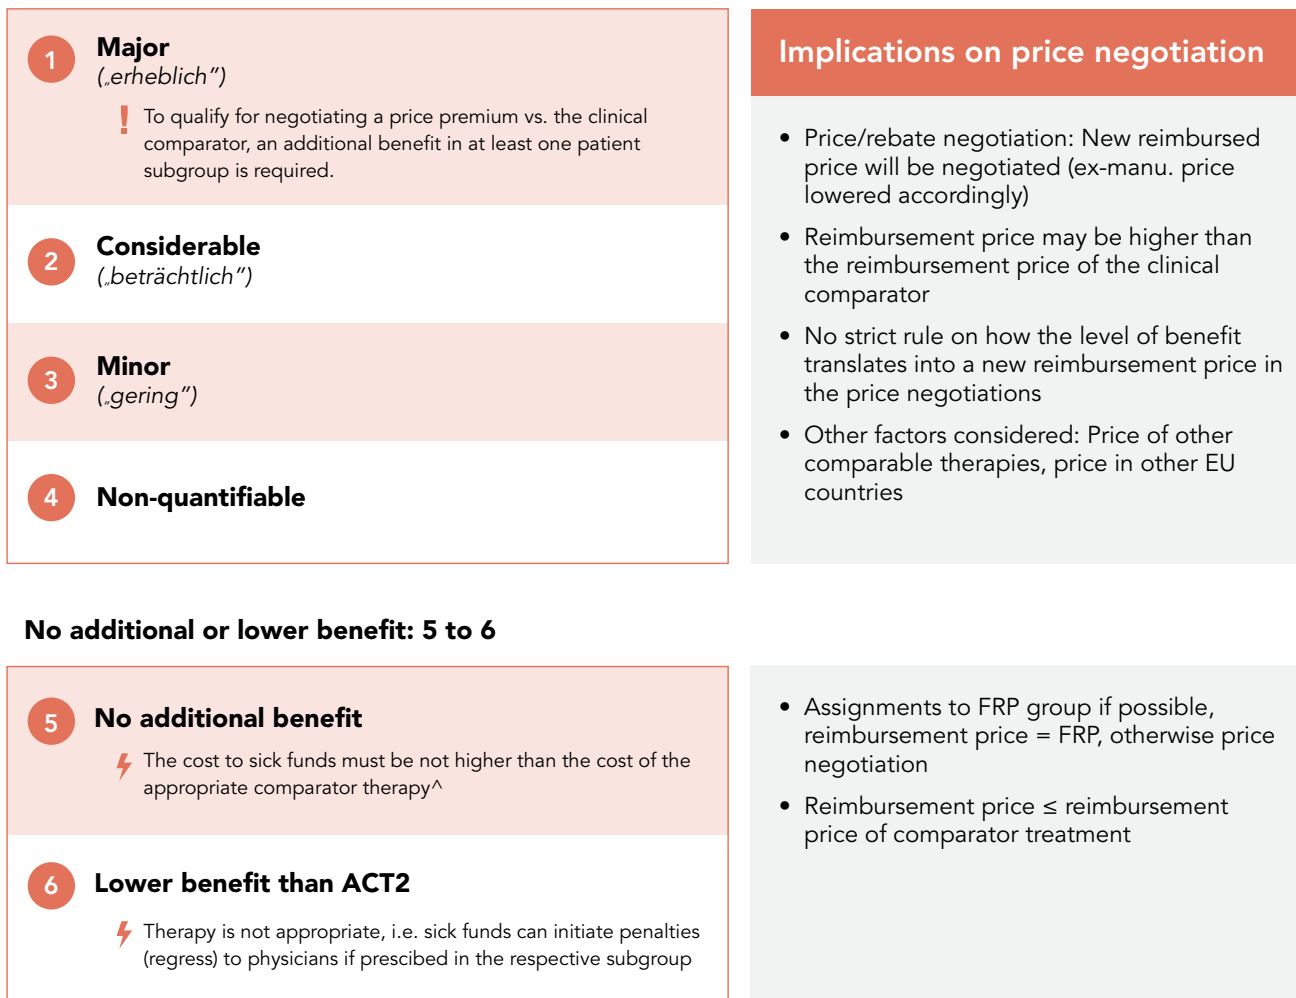 1
Major
(„erheblich”)
! To qualify for negotiating a price premium vs. the clinical
comparator, an additional benefit in at least one patient
subgroup is required.
2
Considerable
(„beträchtlich”)
3
Minor
(„gering”)
4
Non-quantifiable
Implications on price negotiation
• Price/rebate negotiation: New reimbursed
price will be negotiated (ex-manu. price
lowered accordingly)
• Reimbursement price may be higher than
the reimbursement price of the clinical
comparator
• No strict rule on how the level of benefit
translates into a new reimbursement price in
the price negotiations
• Other factors considered: Price of other
comparable therapies, price in other EU
countries
No additional or lower benefit: 5 to 6
5
No additional benefit
The cost to sick funds must be not higher than the cost of the
appropriate comparator therapy^
6
Lower benefit than ACT2
Therapy is not appropriate, i.e. sick funds can initiate penalties
(regress) to physicians if prescibed in the respective subgroup
• Assignments to FRP group if possible,
reimbursement price = FRP, otherwise price
negotiation
• Reimbursement price ≤ reimbursement
price of comparator treatment